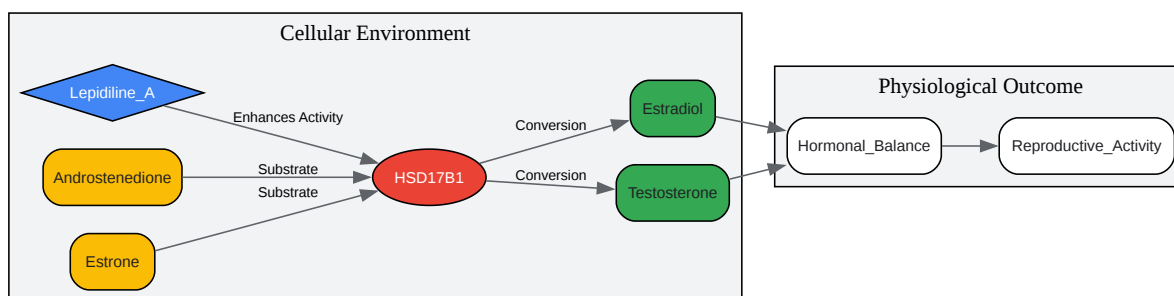 Cellular Environment
Lepidiline_A
Enhances Activity
Androstenedione
Substrate
Substrate
Estrone
HSD17B1
Conversion
Conversion
Estradiol
Testosterone
Physiological Outcome
Hormonal_Balance
Reproductive_Activity